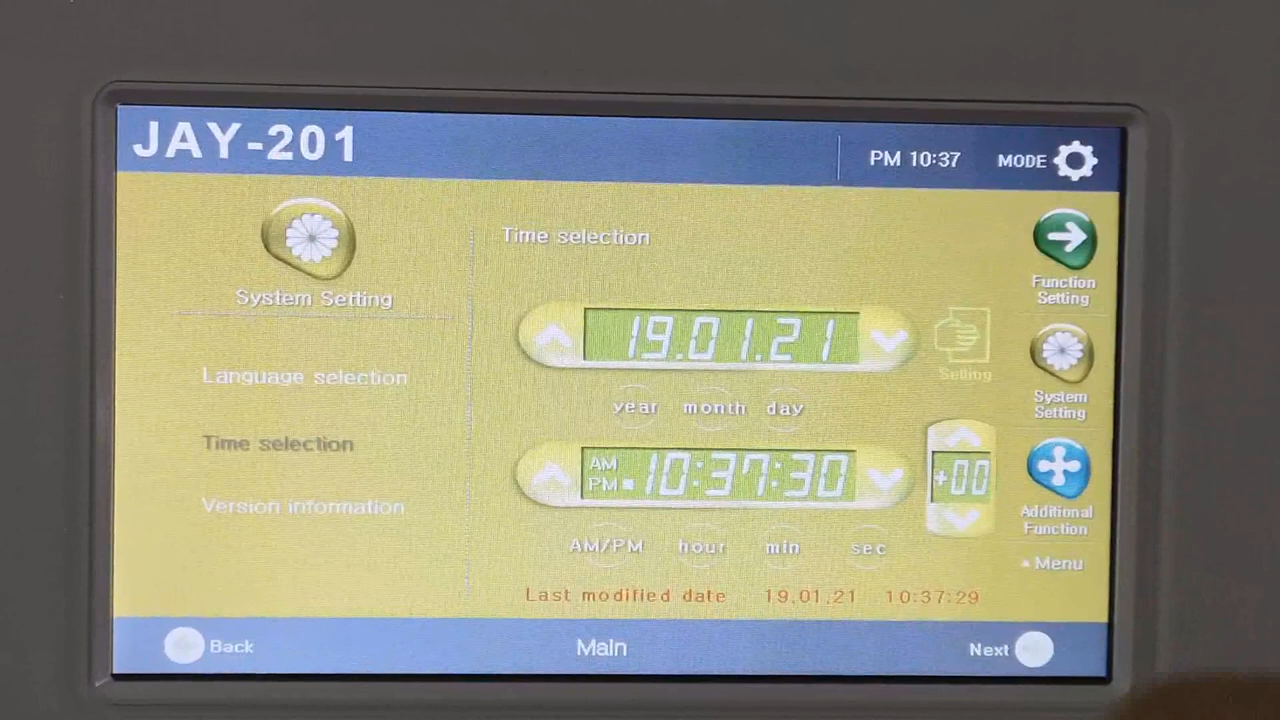 JAY-201
PM 10:37 MODE
System Setting
Language selection
Time selection
Version information
Time selection
19.01.21
Setting
year month day
AM
PM 10:37:30
+00
AM/PM hour min sec
Last modified date 19.01.21 10:37:29
Function
Setting
System
Setting
Additional
Function
Menu
Back
Main
Next